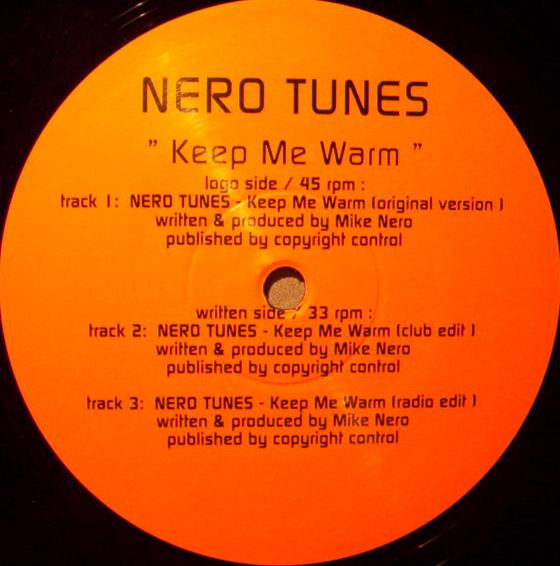 NERO TUNES
" Keep Me Warm "
logo side / 45 rpm :
track 1: NERO TUNES - Keep Me Warm (original version )
written & produced by Mike Nero
published by copyright control
written side / 33 rpm :
track 2: NERO TUNES - Keep Me Warm (club edit )
written & produced by Mike Nero
published by copyright control
track 3: NERO TUNES - Keep Me Warm (radio edit )
written & produced by Mike Nero
published by copyright control